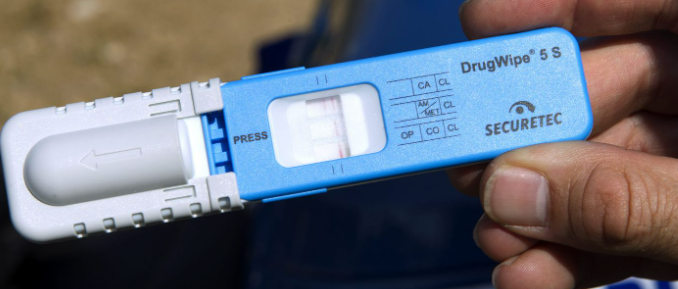 DrugWipe® 5 S
CA CL
AM/MET CL
OP CO CL
PRESS
SECURETEC